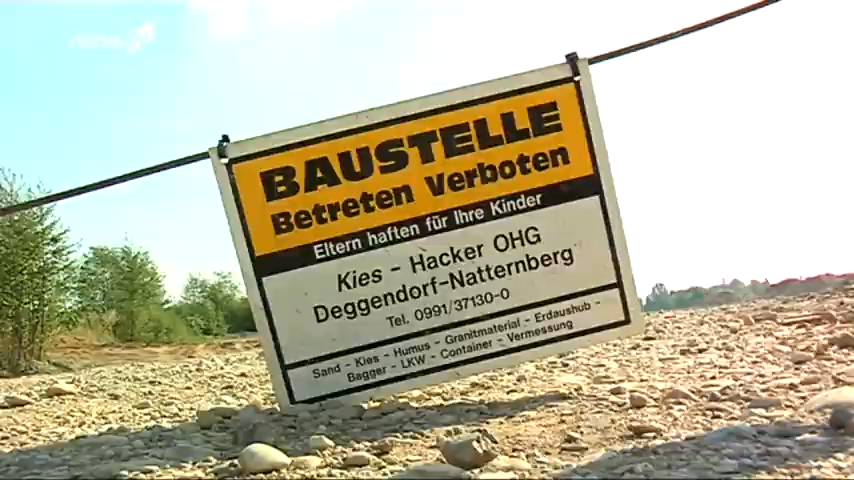 BAUSTELLE
Betreten Verboten
Eltern haften für Ihre Kinder
Kies - Hacker OHG
Deggendorf-Natternberg
Tel. 0991/37130-0
Sand - Kies - Humus - Granitmaterial - Erdaushub -
Bagger - LKW - Container - Vermessung